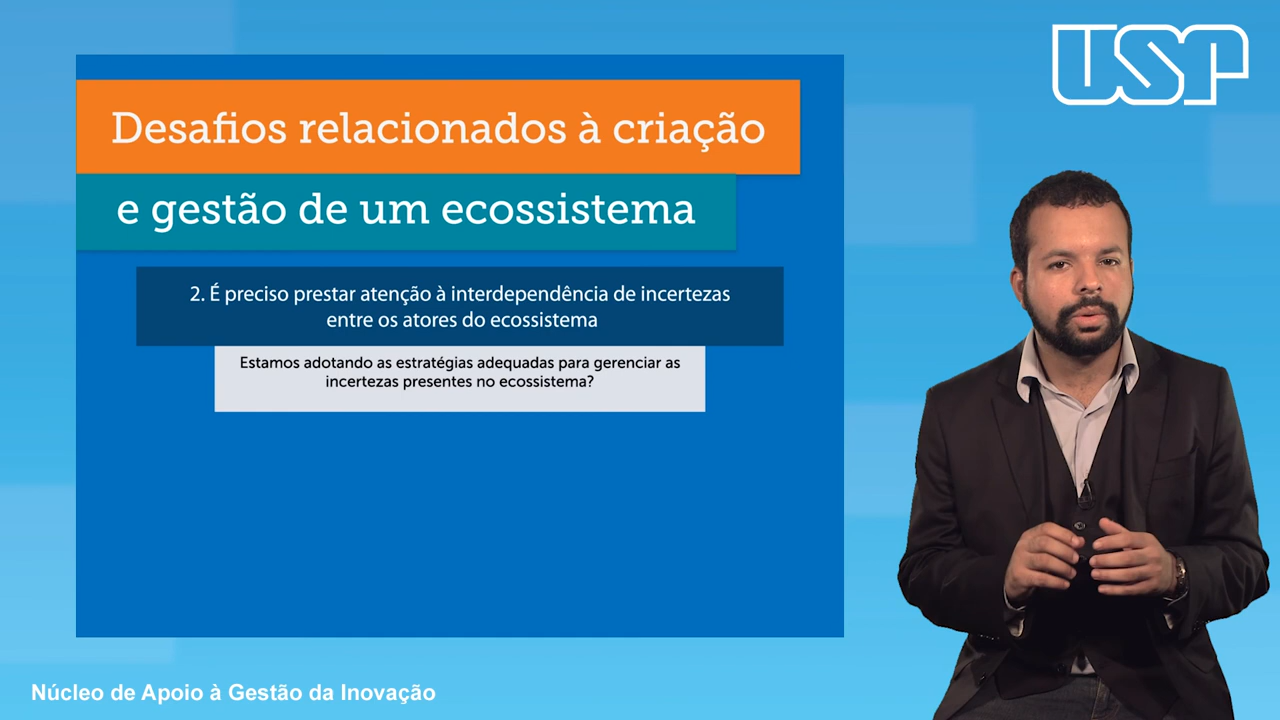 USP
Desafios relacionados à criação
e gestão de um ecossistema
2. É preciso prestar atenção à interdependência de incertezas
entre os atores do ecossistema
Estamos adotando as estratégias adequadas para gerenciar as
incertezas presentes no ecossistema?
Núcleo de Apoio à Gestão da Inovação